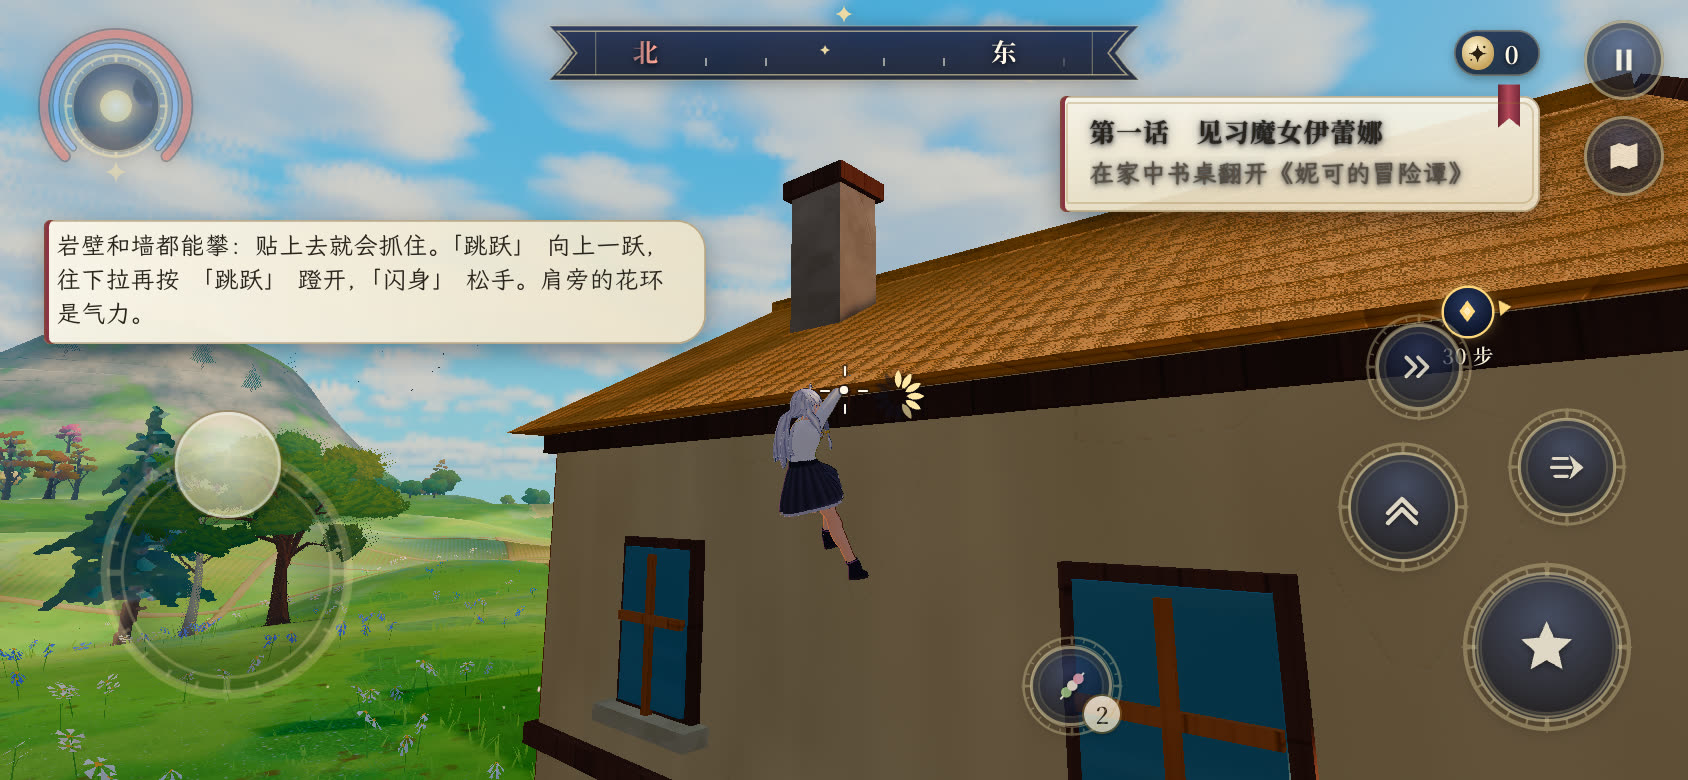 北
东
0
第一话 见习魔女伊蕾娜
在家中书桌翻开《妮可的冒险谭》
岩壁和墙都能攀：贴上去就会抓住。「跳跃」 向上一跃，
往下拉再按 「跳跃」 蹬开，「闪身」 松手。肩旁的花环
是气力。
30 步
2